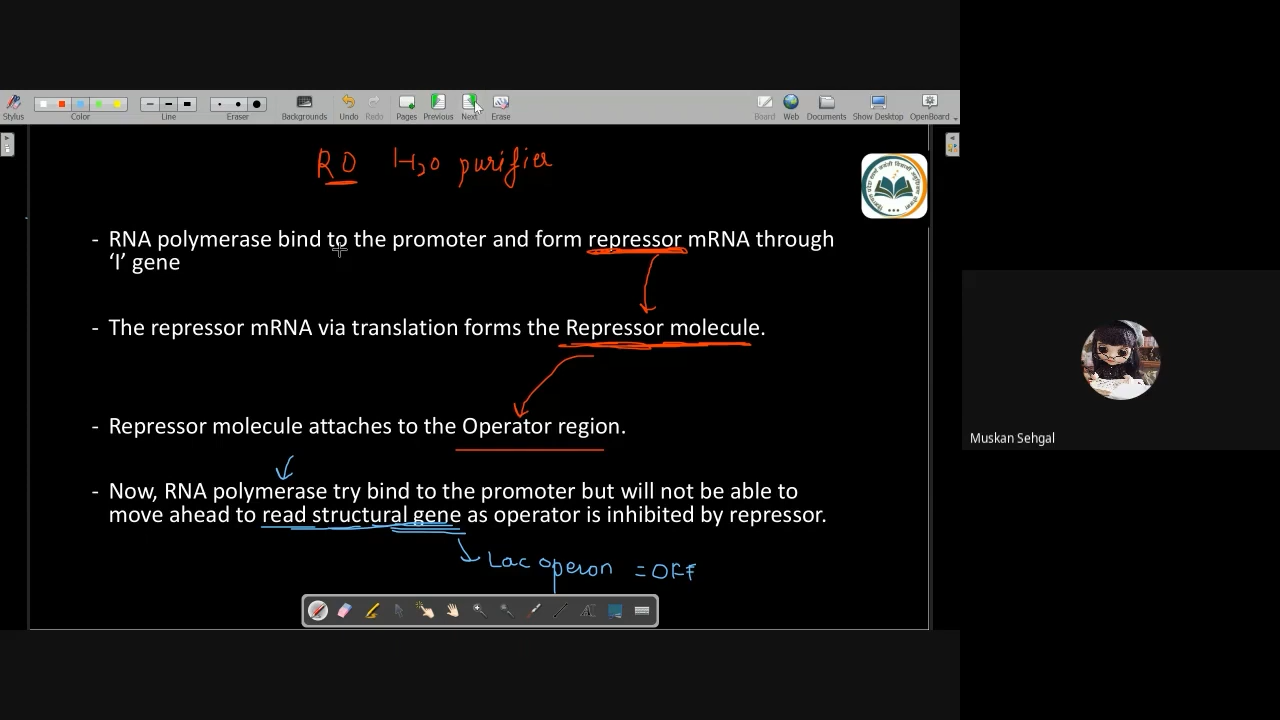 Stylus
Color
Line
Eraser
Backgrounds
Undo
Redo
Pages
Previous
Next
Erase
Board
Web
Documents
Show Desktop
OpenBoard
RO H2O purifier
- RNA polymerase bind to the promoter and form repressor mRNA through
‘I’ gene
- The repressor mRNA via translation forms the Repressor molecule.
- Repressor molecule attaches to the Operator region.
- Now, RNA polymerase try bind to the promoter but will not be able to
move ahead to read structural gene as operator is inhibited by repressor.
Lac operon = OFF
Muskan Sehgal